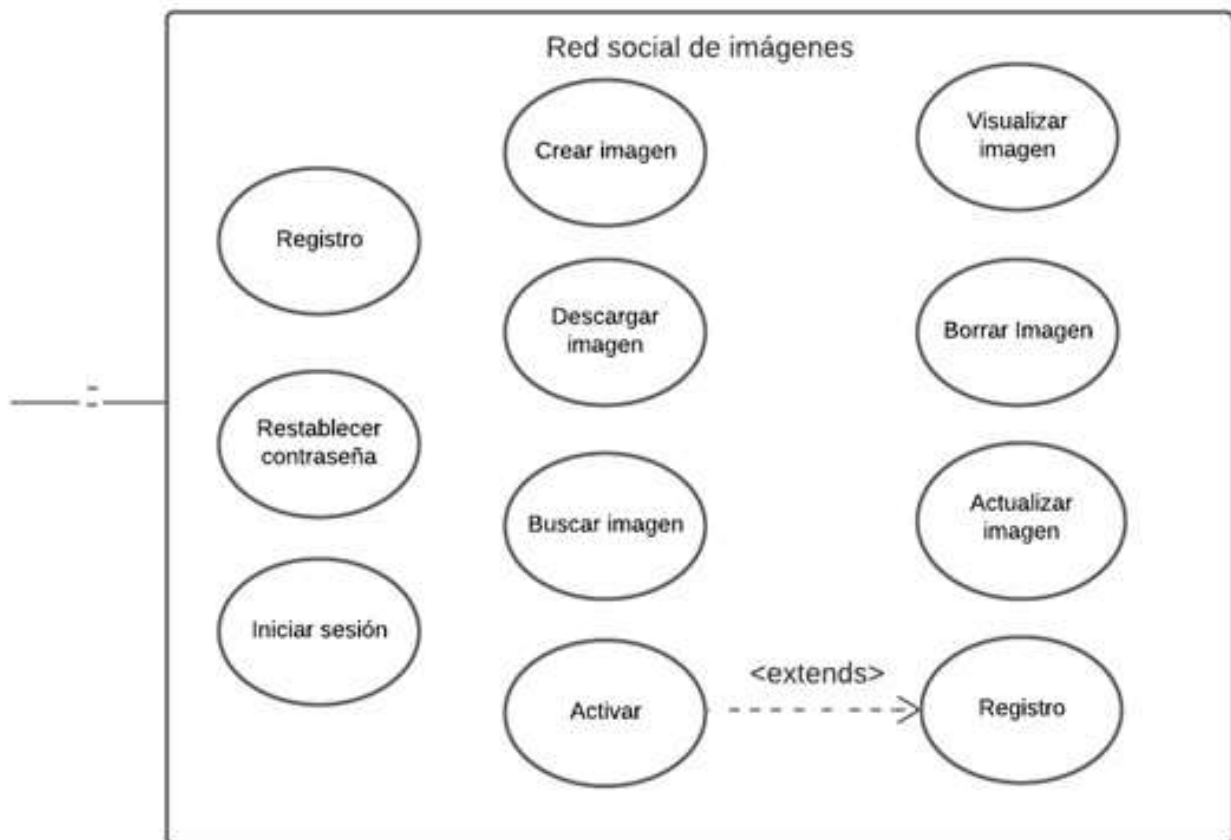 Red social de imágenes
Registro
Restablecer
contraseña
Iniciar sesión
Crear imagen
Descargar
imagen
Buscar imagen
Activar
<extends>
Visualizar
imagen
Borrar Imagen
Actualizar
imagen
Registro